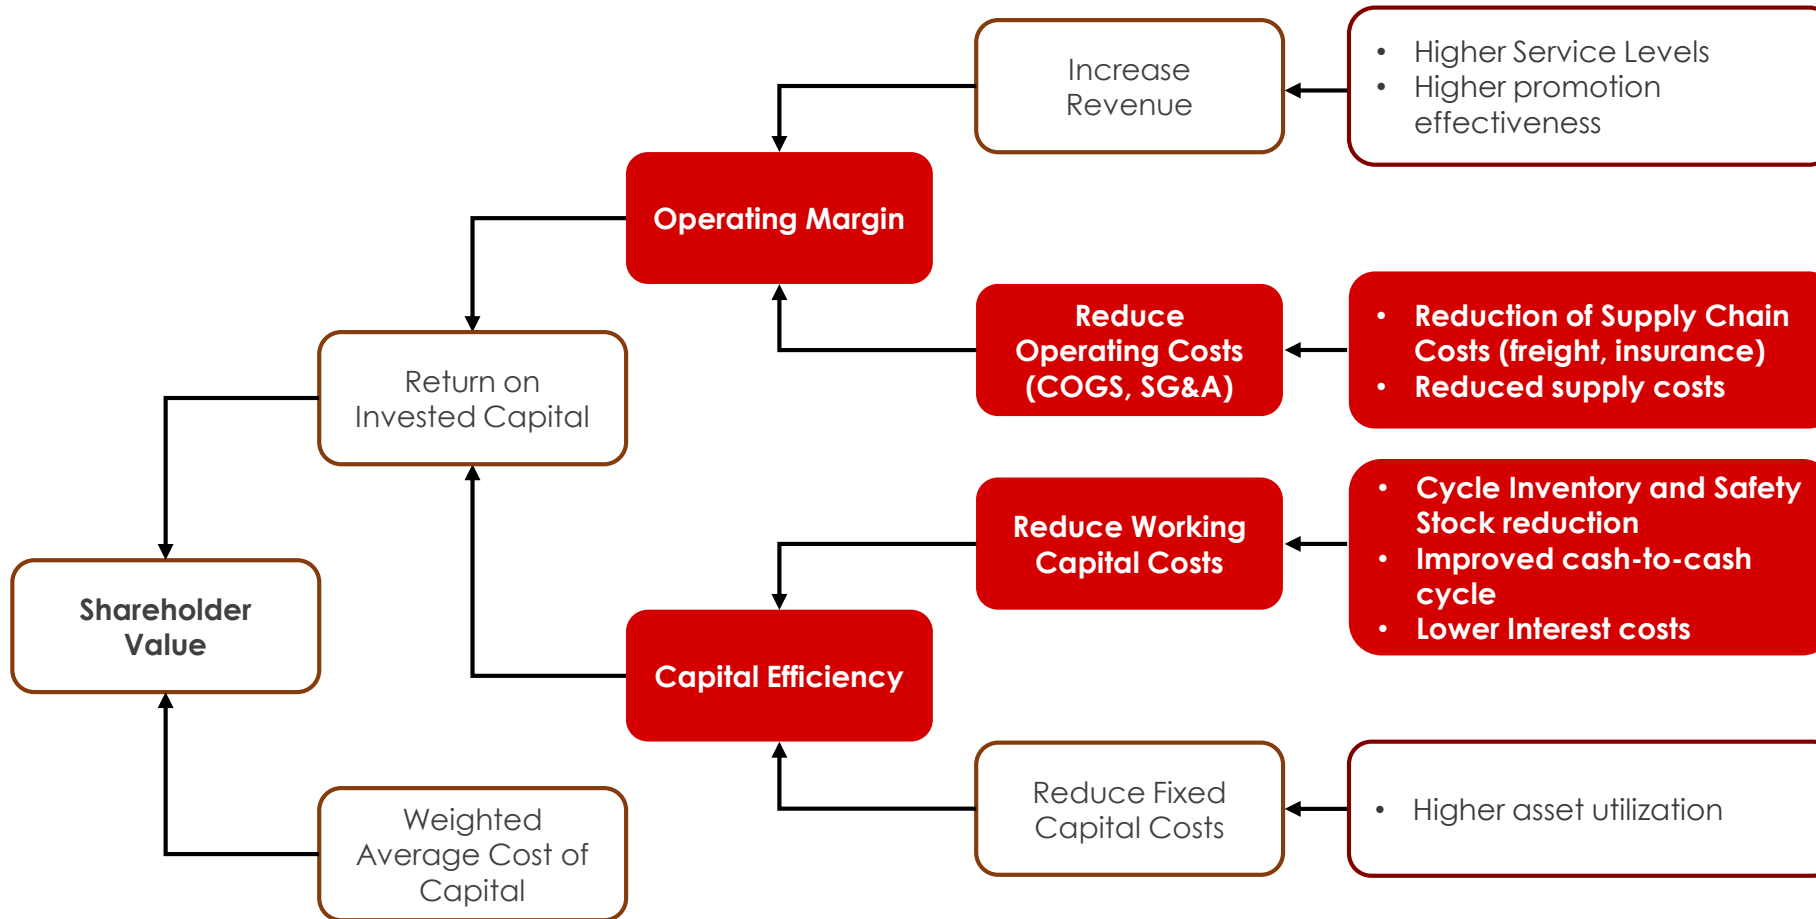 Increase
Revenue
• Higher Service Levels
• Higher promotion
effectiveness
Operating Margin
Reduce
Operating Costs
(COGS, SG&A)
• Reduction of Supply Chain
Costs (freight, insurance)
• Reduced supply costs
Return on
Invested Capital
Reduce Working
Capital Costs
• Cycle Inventory and Safety
Stock reduction
• Improved cash-to-cash
cycle
• Lower Interest costs
Shareholder
Value
Capital Efficiency
Weighted
Average Cost of
Capital
Reduce Fixed
Capital Costs
• Higher asset utilization